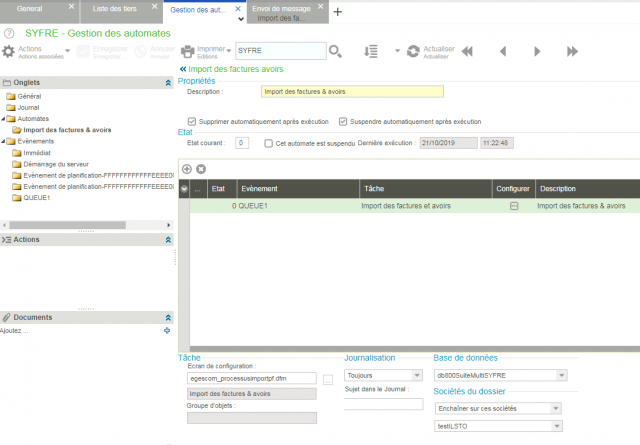 General
Liste des tiers
Gestion des aut...
Envoi de message
Import des fa...
SYFRE - Gestion des automates
Actions
Actions associées
Enregistrer
Enregistrer...
Annuler
Imprimer
Editions
SYFRE
Actualiser
Actualiser
Onglets
Général
Journal
Automates
Import des factures & avoirs
Evènements
Immédiat
Démarrage du serveur
Evènement de planification-FFFFFFFFFFFFEEEE0
Evènement de planification-FFFFFFFFFFFFEEEE0
QUEUE1
Actions
Documents
Ajoutez ...
Import des factures avoirs
Propriétés
Description :
Import des factures & avoirs
Supprimer automatiquement après exécution
Suspendre automatiquement après exécution
Etat
Etat courant :
0
Cet automate est suspendu
Dernière exécution :
21/10/2019
11:22:48
...
Etat
Evènement
Tâche
Configurer
Description
0
QUEUE1
Import des factures et avoirs
Import des factures & avoirs
Tâche
Ecran de configuration :
egescom_processusimportpf.dfm
...
Import des factures & avoirs
Groupe d'objets :
Journalisation
Toujours
Sujet dans le Journal :
Base de données
db800SuiteMultiSYFRE
Sociétés du dossier
Enchaîner sur ces sociétés
testILSTO